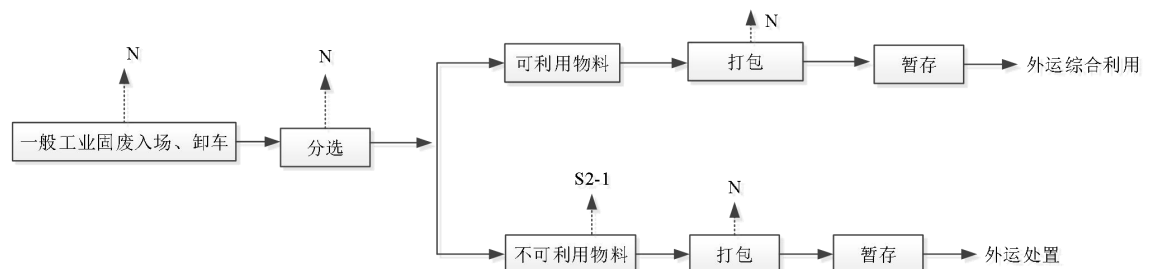 N
N
N
可利用物料
打包
暂存
外运综合利用
一般工业固废入场、卸车
分选
S2-1
N
不可利用物料
打包
暂存
外运处置